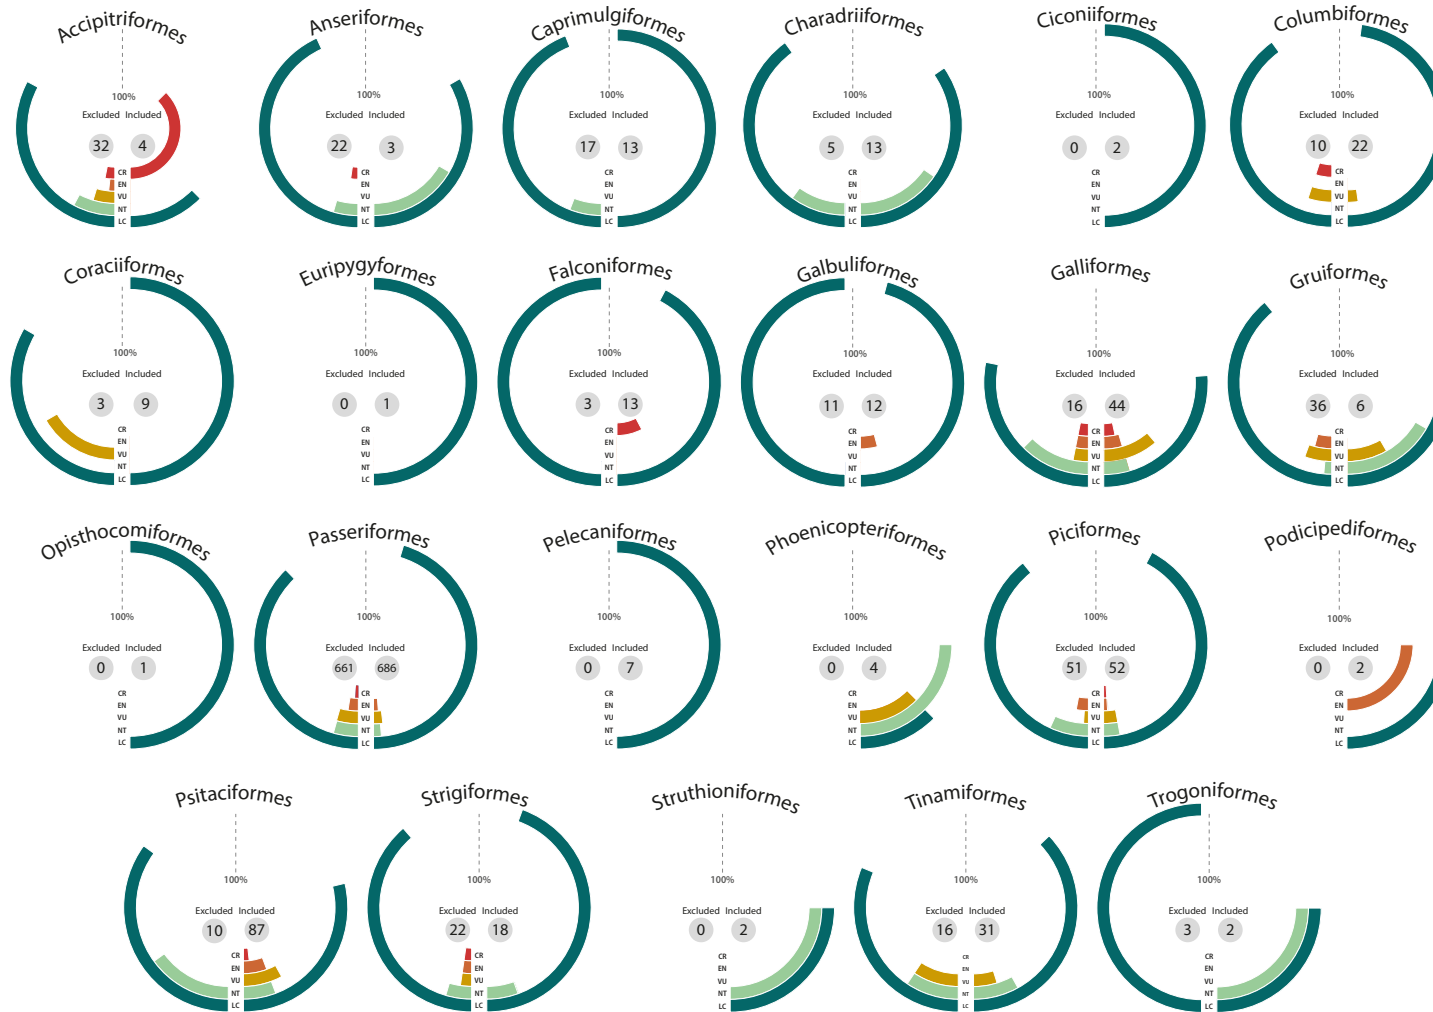 Accipitriformes
100%
Excluded Included
32 4
CR
EN
VU
NT
LC
Anseriformes
100%
Excluded Included
22 3
CR
EN
VU
NT
LC
Caprimulgiformes
100%
Excluded Included
17 13
CR
EN
VU
NT
LC
Charadriiformes
100%
Excluded Included
5 13
CR
EN
VU
NT
LC
Ciconiiformes
100%
Excluded Included
0 2
CR
EN
VU
NT
LC
Columbiformes
100%
Excluded Included
10 22
CR
EN
VU
NT
LC
Coraciiformes
100%
Excluded Included
3 9
CR
EN
VU
NT
LC
Euripygyformes
100%
Excluded Included
0 1
CR
EN
VU
NT
LC
Falconiformes
100%
Excluded Included
3 13
CR
EN
VU
NT
LC
Galbuliformes
100%
Excluded Included
11 12
CR
EN
VU
NT
LC
Galliformes
100%
Excluded Included
16 44
CR
EN
VU
NT
LC
Gruiformes
100%
Excluded Included
36 6
CR
EN
VU
NT
LC
Opisthocomiformes
100%
Excluded Included
0 1
CR
EN
VU
NT
LC
Passeriformes
100%
Excluded Included
661 686
CR
EN
VU
NT
LC
Pelecaniformes
100%
Excluded Included
0 7
CR
EN
VU
NT
LC
Phoenicopteriformes
100%
Excluded Included
0 4
CR
EN
VU
NT
LC
Piciformes
100%
Excluded Included
51 52
CR
EN
VU
NT
LC
Podicipediformes
100%
Excluded Included
0 2
CR
EN
VU
NT
LC
Psitaciformes
100%
Excluded Included
10 87
CR
EN
VU
NT
LC
Strigiformes
100%
Excluded Included
22 18
CR
EN
VU
NT
LC
Struthioniformes
100%
Excluded Included
0 2
CR
EN
VU
NT
LC
Tinamiformes
100%
Excluded Included
16 31
CR
EN
VU
NT
LC
Trogoniformes
100%
Excluded Included
3 2
CR
EN
VU
NT
LC